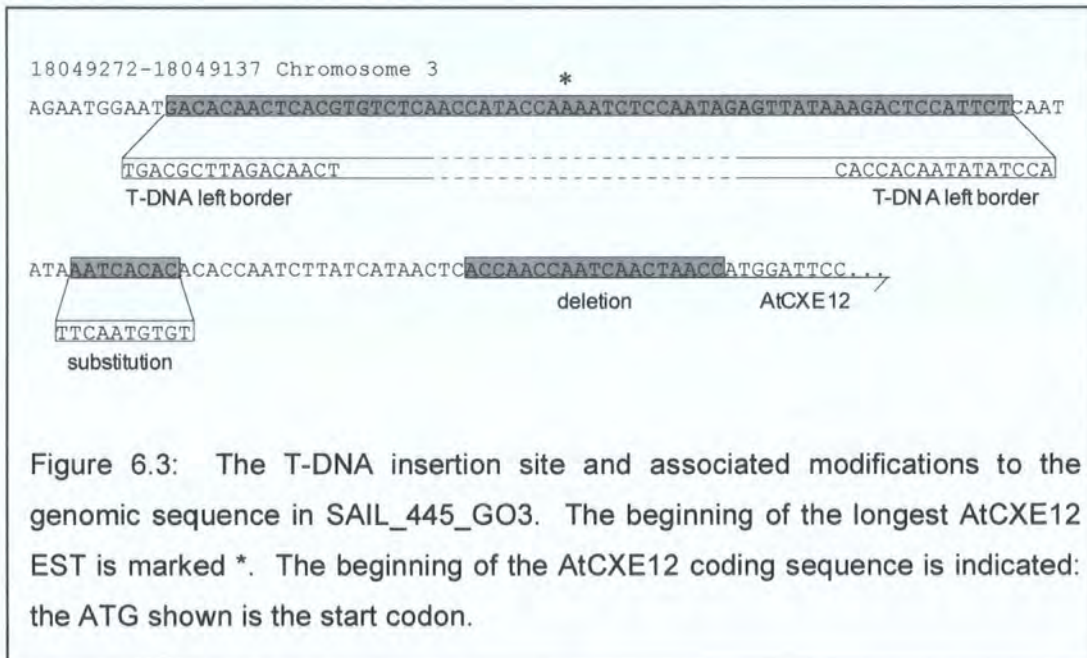 18049272-18049137 Chromosome 3
*
AGAATGGAATGACACAACTCACGTGTCTCAACCATACCAAAATCTCCAATAGAGTTATAAAGACTCCATTCTCAAT
TGACGCTTAGACAACT CACCACAATATATCCA
T-DNA left border T-DNA left border
ATAAATCACACACACCAATCTTATCATAACTCACCAACCAATCAACTAACCATGGATTCC...
deletion AtCXE12
TTCAATGTGT
substitution
Figure 6.3: The T-DNA insertion site and associated modifications to the
genomic sequence in SAIL_445_GO3. The beginning of the longest AtCXE12
EST is marked *. The beginning of the AtCXE12 coding sequence is indicated:
the ATG shown is the start codon.